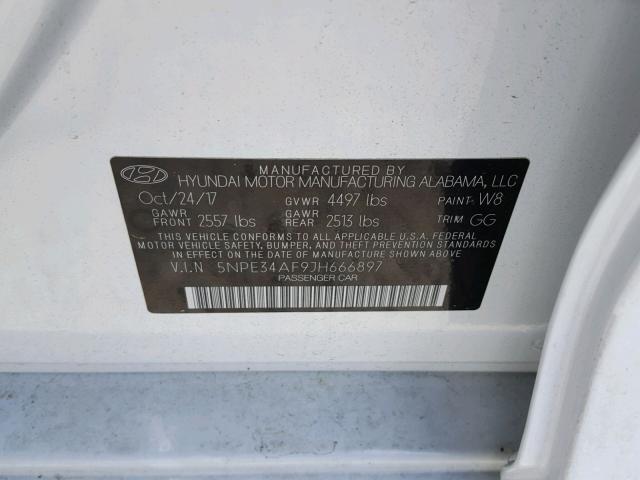 MANUFACTURED BY
HYUNDAI MOTOR MANUFACTURING ALABAMA, LLC
Oct/24/17 GVWR 4497 lbs PAINT W8
GAWR FRONT 2557 lbs GAWR REAR 2513 lbs TRIM GG
THIS VEHICLE CONFORMS TO ALL APPLICABLE U.S.A. FEDERAL
MOTOR VEHICLE SAFETY, BUMPER, AND THEFT PREVENTION STANDARDS
IN EFFECT ON THE DATE OF MANUFACTURE SHOWN ABOVE
V.I.N 5NPE34AF9JH666897
PASSENGER CAR